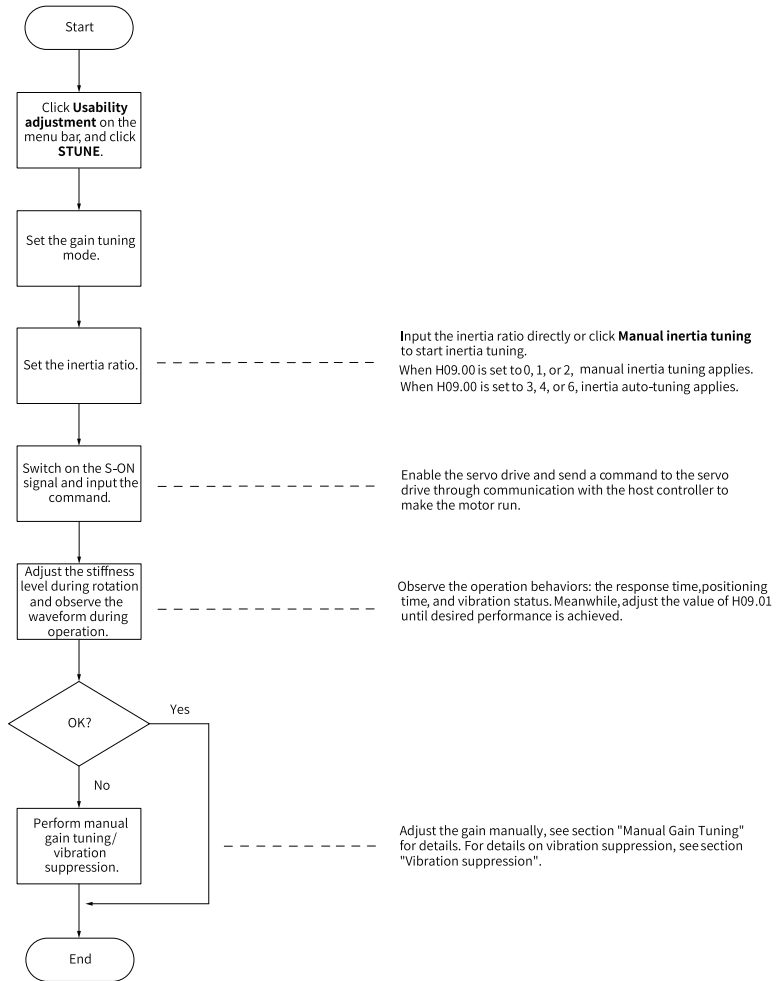 Start
Click Usability
adjustment on the
menu bar, and click
STUNE.
Set the gain tuning
mode.
Set the inertia ratio.
Input the inertia ratio directly or click Manual inertia tuning
to start inertia tuning.
When H09.00 is set to 0, 1, or 2, manual inertia tuning applies.
When H09.00 is set to 3, 4, or 6, inertia auto-tuning applies.
Switch on the S-ON
signal and input the
command.
Enable the servo drive and send a command to the servo
drive through communication with the host controller to
make the motor run.
Adjust the stiffness
level during rotation
and observe the
waveform during
operation.
Observe the operation behaviors: the response time,positioning
time, and vibration status. Meanwhile, adjust the value of H09.01
until desired performance is achieved.
OK?
Yes
No
Perform manual
gain tuning/
vibration
suppression.
Adjust the gain manually, see section "Manual Gain Tuning"
for details. For details on vibration suppression, see section
"Vibration suppression".
End